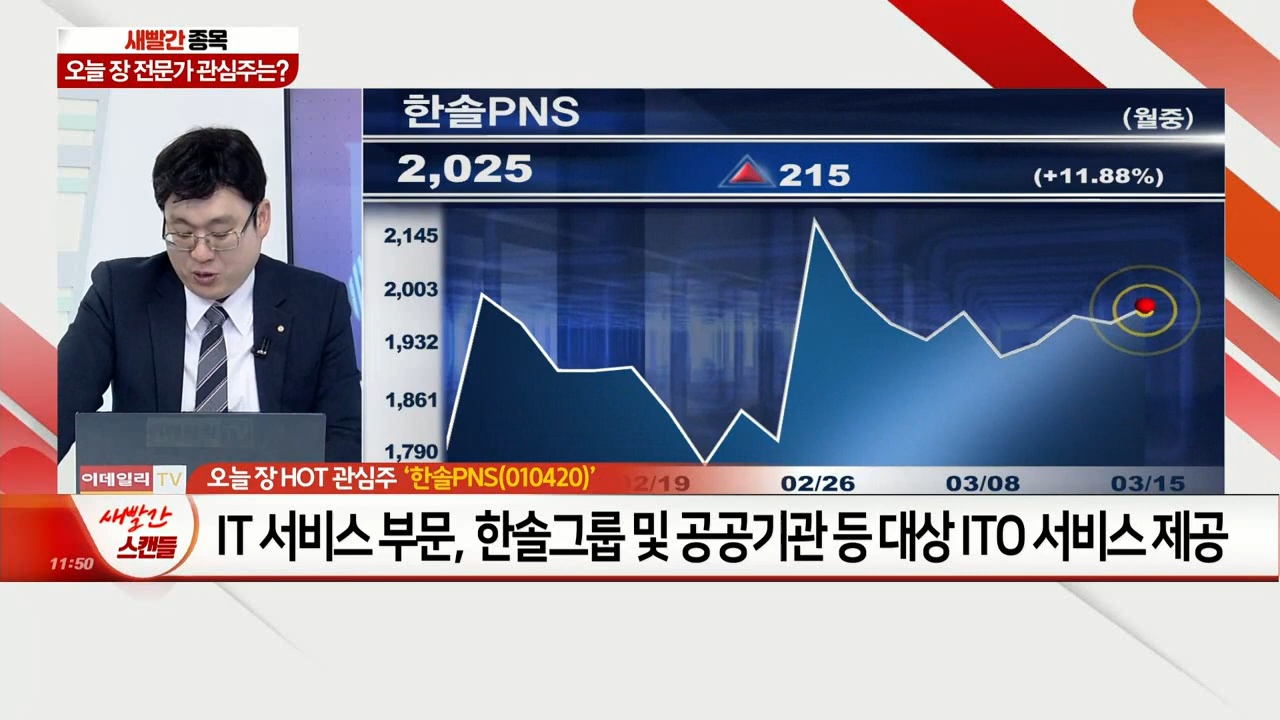 새빨간 종목
오늘 장 전문가 관심주는?
한솔PNS
(월중)
2,025
215
(+11.88%)
2,145
2,003
1,932
1,861
1,790
2/19
02/26
03/08
03/15
이데일리 TV
오늘 장 HOT 관심주 ‘한솔PNS(010420)’
새빨간
스캔들
11:50
IT 서비스 부문, 한솔그룹 및 공공기관 등 대상 ITO 서비스 제공